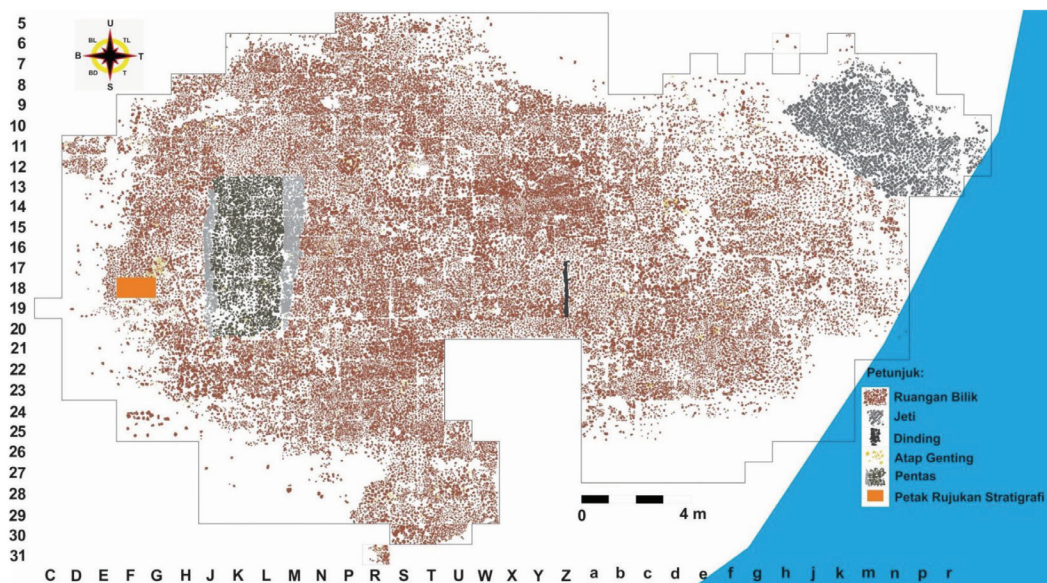 5
6
7
8
9
10
11
12
13
14
15
16
17
18
19
20
21
22
23
24
25
26
27
28
29
30
31
U
BL TL
B T
BD T
S
Petunjuk:
Ruangan Bilik
Jeti
Dinding
Atap Genting
Pentas
Petak Rujukan Stratigrafi
0 4 m
C D E F G H J K L M N P R S T U W X Y Z a b c d e f g h j k m n p r